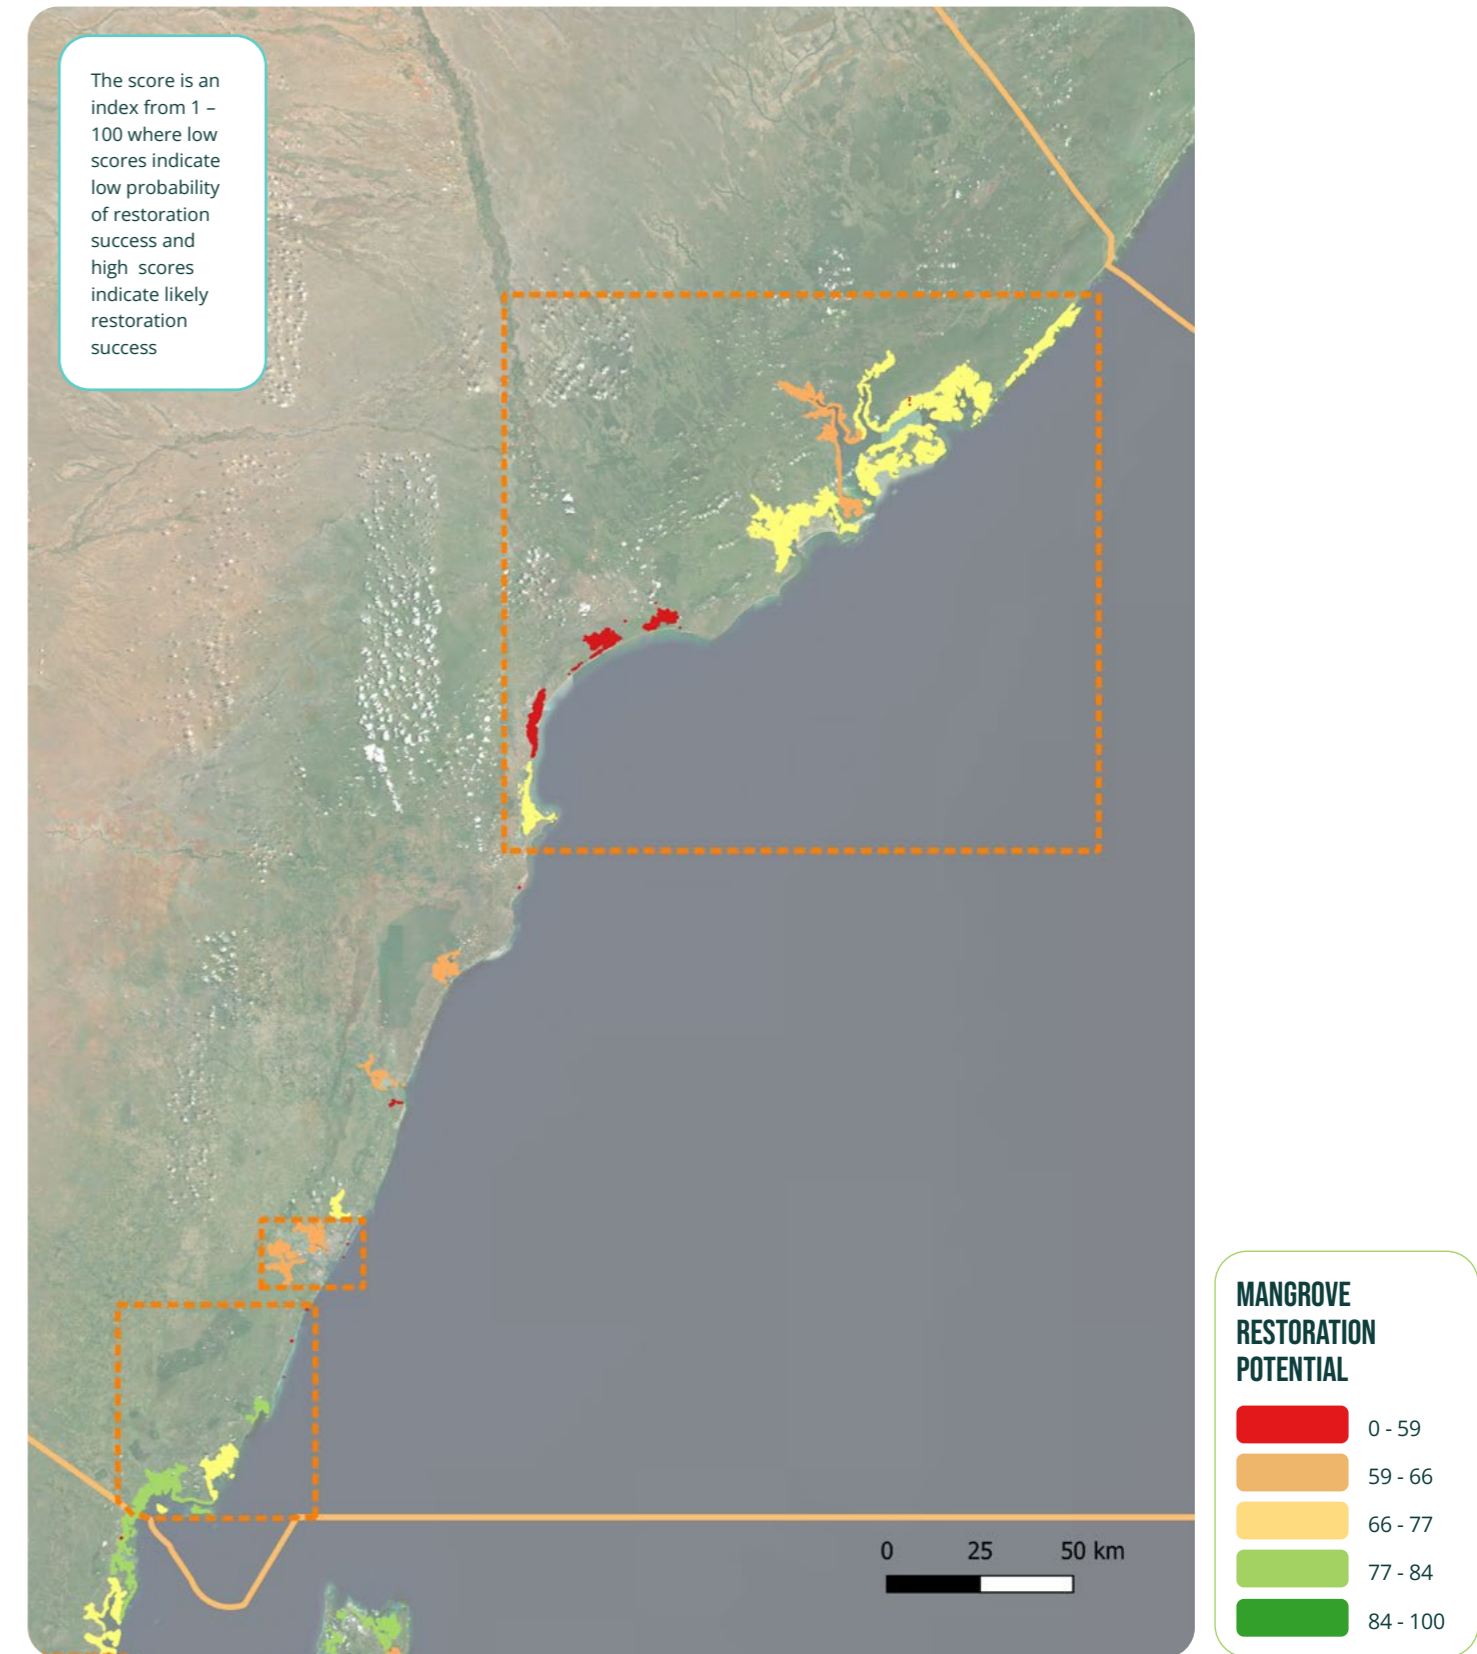 The score is an
index from 1 –
100 where low
scores indicate
low probability
of restoration
success and
high  scores
indicate likely
restoration
success
0 25 50 km
MANGROVE
RESTORATION
POTENTIAL
0 - 59
59 - 66
66 - 77
77 - 84
84 - 100